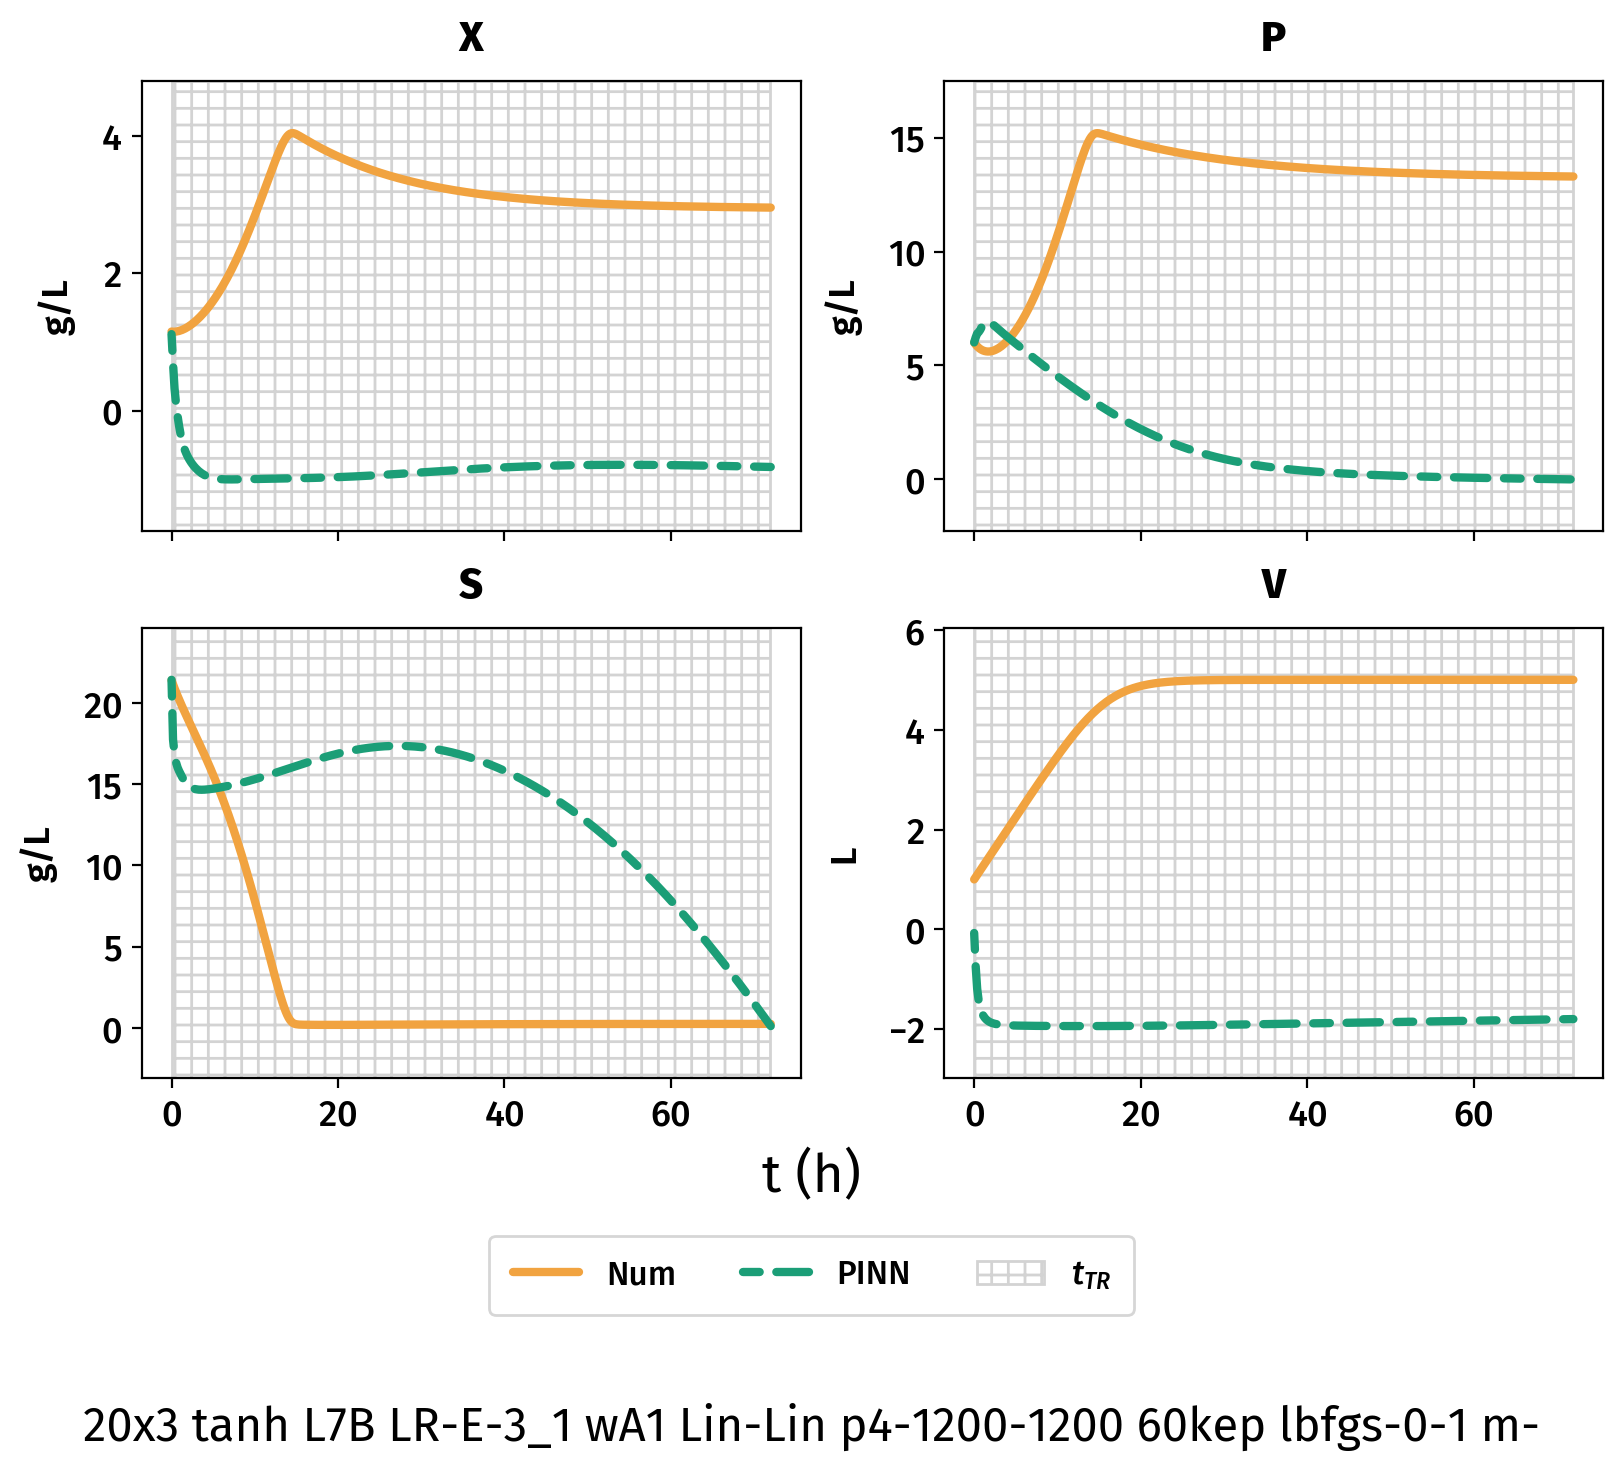 X
P
4
2
0
g/L
15
10
5
0
g/L
S
V
20
15
10
5
0
g/L
6
4
2
0
−2
L
0 20 40 60
0 20 40 60
t (h)
Num PINN t_TR
20x3 tanh L7B LR-E-3_1 wA1 Lin-Lin p4-1200-1200 60kep lbfgs-0-1 m-